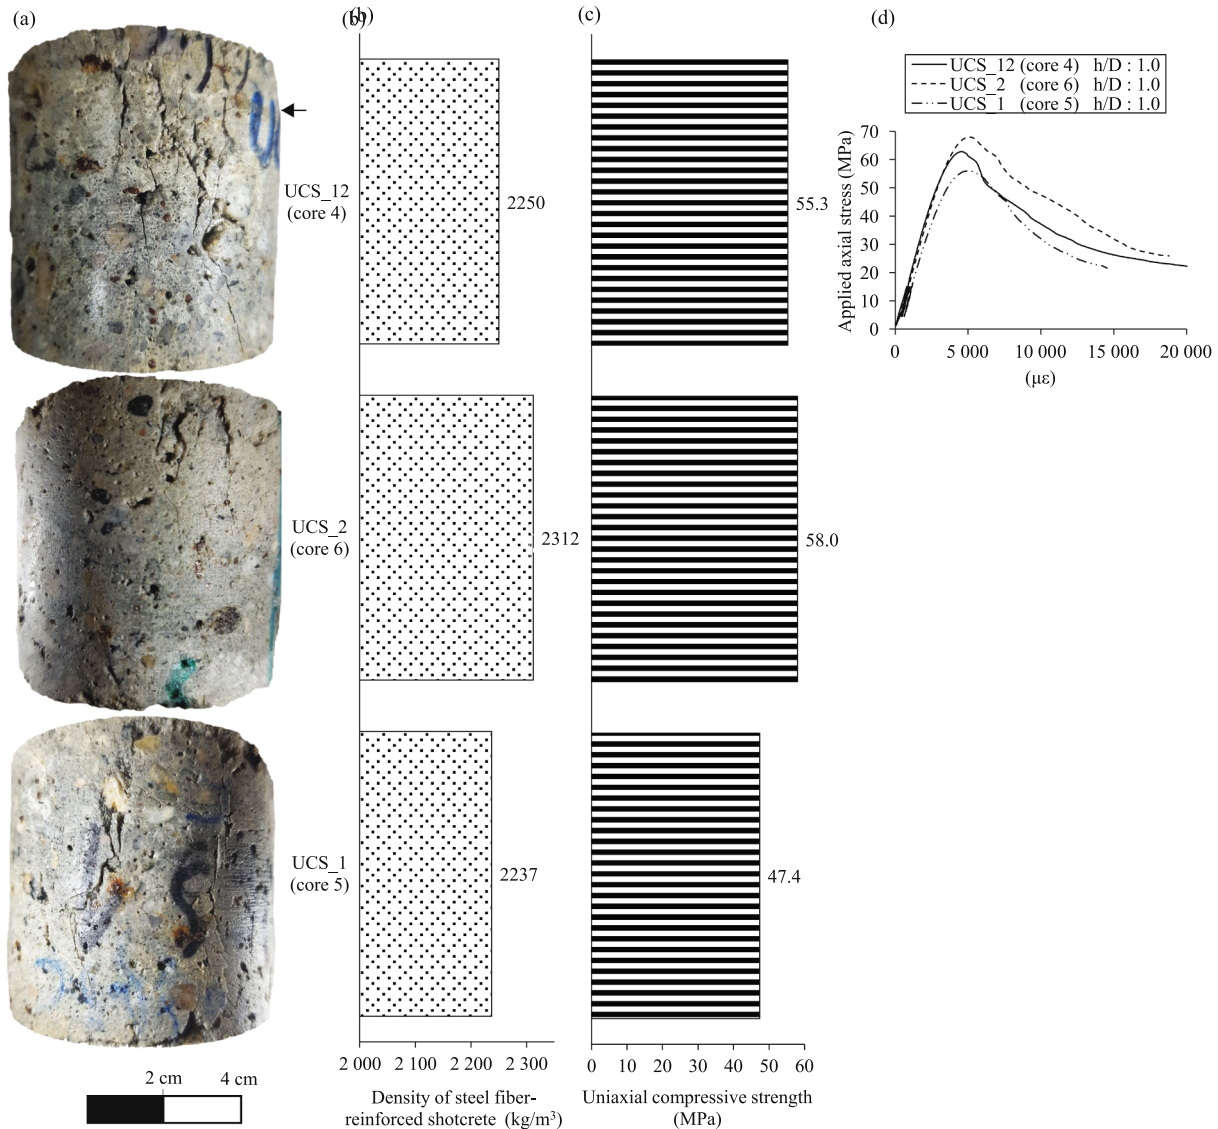 (a)
(b)
(b)
(c)
(d)
UCS_12 (core 4) h/D : 1.0
UCS_2 (core 6) h/D : 1.0
UCS_1 (core 5) h/D : 1.0
UCS_12
(core 4)
2250
55.3
Applied axial stress (MPa)
70
60
50
40
30
20
10
0
0 5 000 10 000 15 000 20 000
(με)
UCS_2
(core 6)
2312
58.0
UCS_1
(core 5)
2237
47.4
2 cm 4 cm
2 000 2 100 2 200 2 300
Density of steel fiber-
reinforced shotcrete (kg/m³)
0 10 20 30 40 50 60
Uniaxial compressive strength
(MPa)